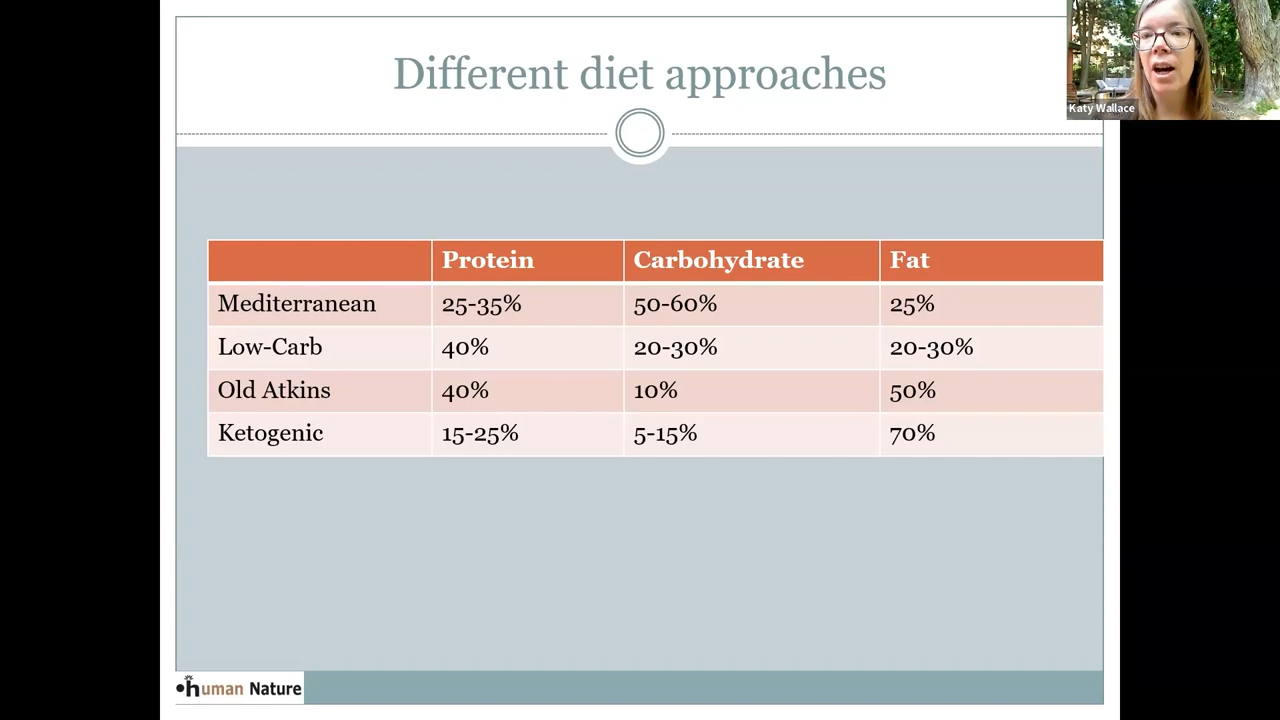 Different diet approaches
Katy Wallace
Protein Carbohydrate Fat
Mediterranean 25-35% 50-60% 25%
Low-Carb 40% 20-30% 20-30%
Old Atkins 40% 10% 50%
Ketogenic 15-25% 5-15% 70%
human Nature